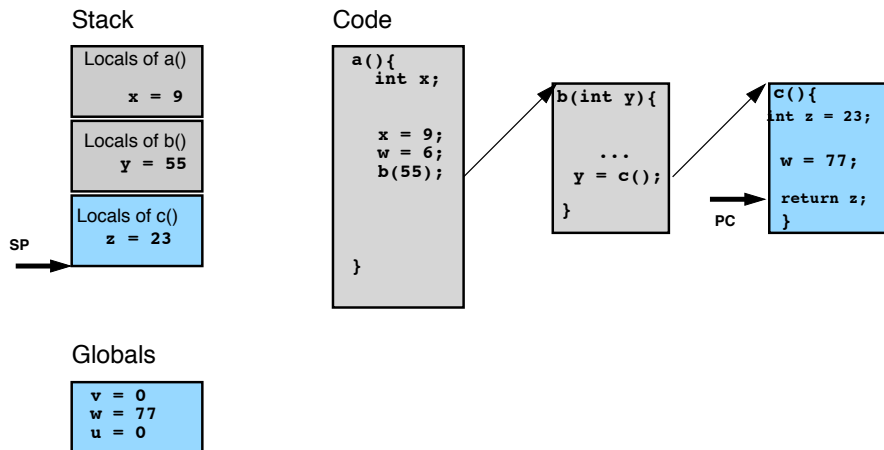 Stack
Locals of a()
x = 9
Locals of b()
y = 55
Locals of c()
z = 23
SP
Code
a(){
int x;
x = 9;
w = 6;
b(55);
}
b(int y){
...
y = c();
}
c(){
int z = 23;
w = 77;
return z;
}
PC
Globals
v = 0
w = 77
u = 0